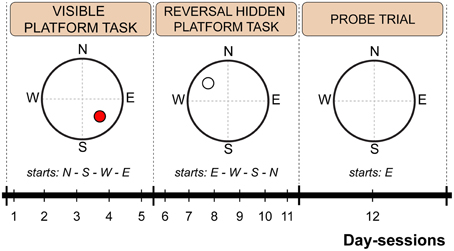 VISIBLE
PLATFORM TASK
REVERSAL HIDDEN
PLATFORM TASK
PROBE TRIAL
N
W E
S
N
W E
S
N
W E
S
starts: N - S - W - E
starts: E - W - S - N
starts: E
1 2 3 4 5 6 7 8 9 10 11 12
Day-sessions